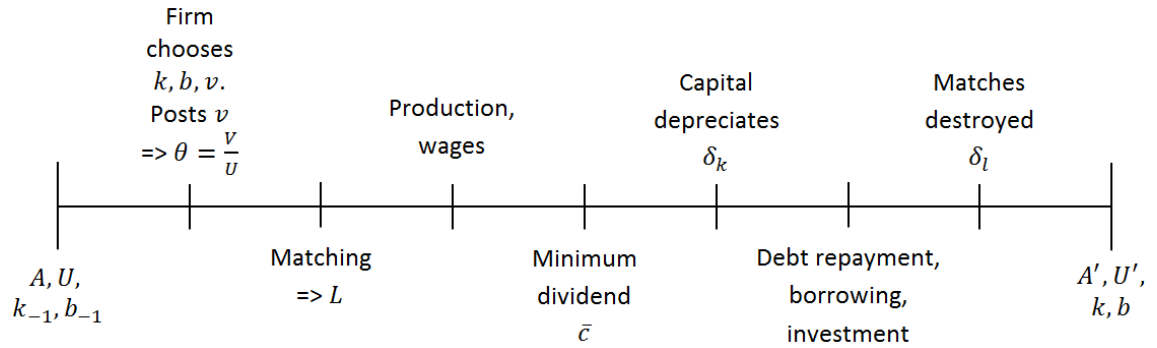 Firm
chooses
k, b, v.
Posts v
=> θ = V/U
Production,
wages
Capital
depreciates
δ_k
Matches
destroyed
δ_l
A, U,
k_{-1}, b_{-1}
Matching
=> L
Minimum
dividend
c̄
Debt repayment,
borrowing,
investment
A′, U′,
k, b